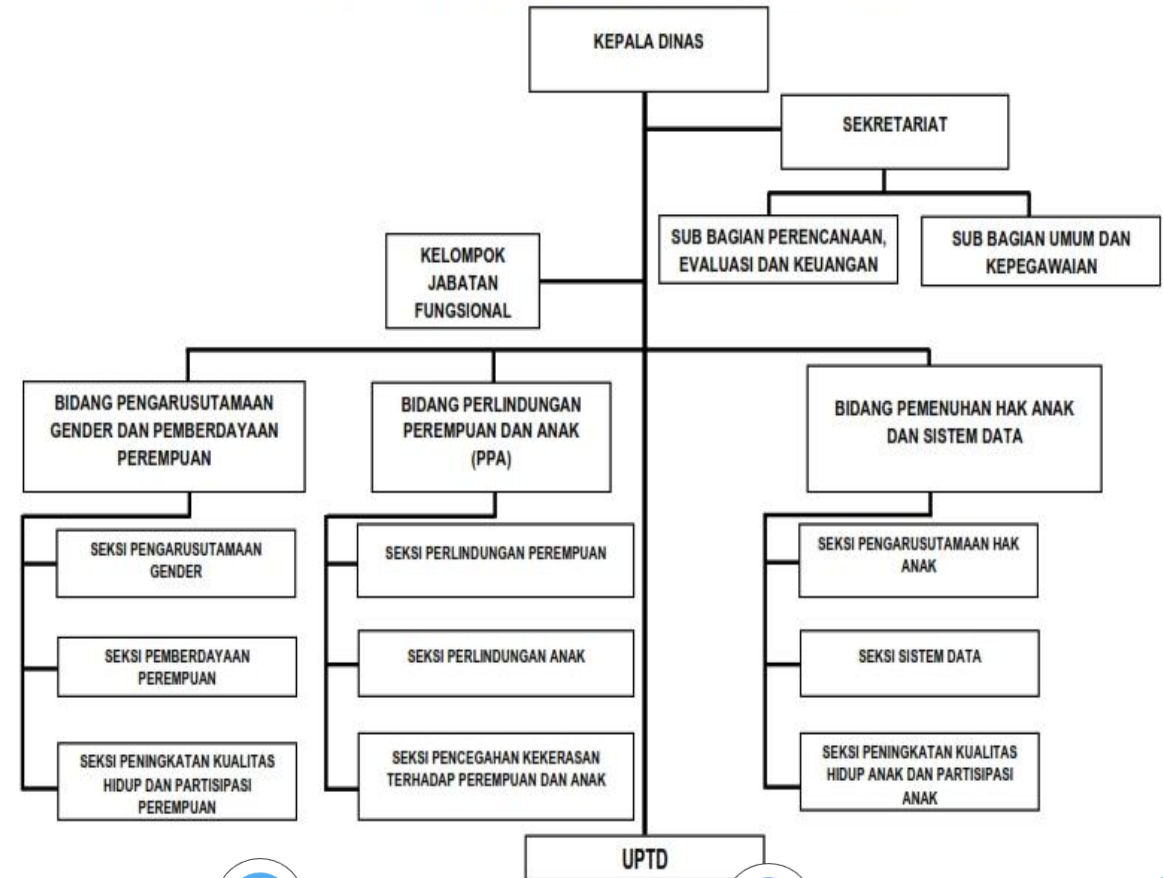 KEPALA DINAS
SEKRETARIAT
SUB BAGIAN PERENCANAAN,
EVALUASI DAN KEUANGAN
SUB BAGIAN UMUM DAN
KEPEGAWAIAN
KELOMPOK
JABATAN
FUNGSIONAL
BIDANG PENGARUSUTAMAAN
GENDER DAN PEMBERDAYAAN
PEREMPUAN
BIDANG PERLINDUNGAN
PEREMPUAN DAN ANAK
(PPA)
BIDANG PEMENUHAN HAK ANAK
DAN SISTEM DATA
SEKSI PENGARUSUTAMAAN
GENDER
SEKSI PEMBERDAYAAN
PEREMPUAN
SEKSI PENINGKATAN KUALITAS
HIDUP DAN PARTISIPASI
PEREMPUAN
SEKSI PERLINDUNGAN PEREMPUAN
SEKSI PERLINDUNGAN ANAK
SEKSI PENCEGAHAN KEKERASAN
TERHADAP PEREMPUAN DAN ANAK
SEKSI PENGARUSUTAMAAN HAK
ANAK
SEKSI SISTEM DATA
SEKSI PENINGKATAN KUALITAS
HIDUP ANAK DAN PARTISIPASI
ANAK
UPTD